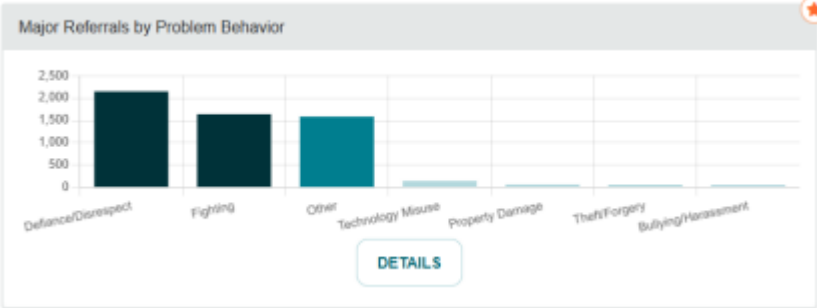 Major Referrals by Problem Behavior
2,500
2,000
1,500
1,000
500
0
Defiance/Disrespect
Fighting
Other
Technology Misuse
Property Damage
Theft/Forgery
Bullying/Harassment
DETAILS